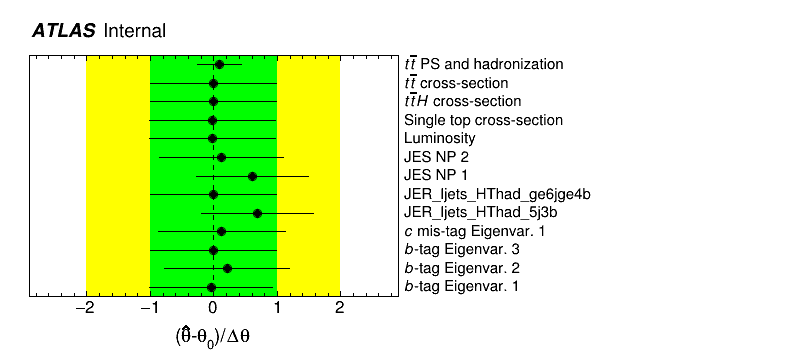 ATLAS Internal
tt̅ PS and hadronization
tt̅ cross-section
tt̅H cross-section
Single top cross-section
Luminosity
JES NP 2
JES NP 1
JER_ljets_HThad_ge6jge4b
JER_ljets_HThad_5j3b
c mis-tag Eigenvar. 1
b-tag Eigenvar. 3
b-tag Eigenvar. 2
b-tag Eigenvar. 1
−2 −1 0 1 2
(θ̂-θ₀)/Δθ